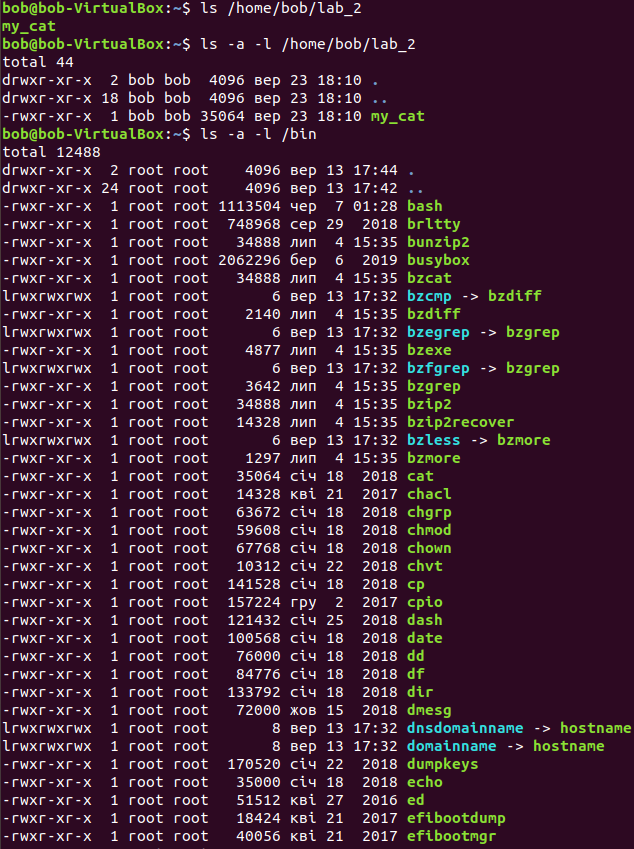 bob@bob-VirtualBox:~$ ls /home/bob/lab_2
my_cat
bob@bob-VirtualBox:~$ ls -a -l /home/bob/lab_2
total 44
drwxr-xr-x  2 bob bob  4096 вер 23 18:10 .
drwxr-xr-x 18 bob bob  4096 вер 23 18:10 ..
-rwxr-xr-x  1 bob bob 35064 вер 23 18:10 my_cat
bob@bob-VirtualBox:~$ ls -a -l /bin
total 12488
drwxr-xr-x  2 root root    4096 вер 13 17:44 .
drwxr-xr-x 24 root root    4096 вер 13 17:42 ..
-rwxr-xr-x  1 root root 1113504 чер  7 01:28 bash
-rwxr-xr-x  1 root root  748968 сер 29  2018 brltty
-rwxr-xr-x  1 root root   34888 лип  4 15:35 bunzip2
-rwxr-xr-x  1 root root 2062296 бер  6  2019 busybox
-rwxr-xr-x  1 root root   34888 лип  4 15:35 bzcat
lrwxrwxrwx  1 root root       6 вер 13 17:32 bzcmp -> bzdiff
-rwxr-xr-x  1 root root    2140 лип  4 15:35 bzdiff
lrwxrwxrwx  1 root root       6 вер 13 17:32 bzegrep -> bzgrep
-rwxr-xr-x  1 root root    4877 лип  4 15:35 bzexe
lrwxrwxrwx  1 root root       6 вер 13 17:32 bzfgrep -> bzgrep
-rwxr-xr-x  1 root root    3642 лип  4 15:35 bzgrep
-rwxr-xr-x  1 root root   34888 лип  4 15:35 bzip2
-rwxr-xr-x  1 root root   14328 лип  4 15:35 bzip2recover
lrwxrwxrwx  1 root root       6 вер 13 17:32 bzless -> bzmore
-rwxr-xr-x  1 root root    1297 лип  4 15:35 bzmore
-rwxr-xr-x  1 root root   35064 січ 18  2018 cat
-rwxr-xr-x  1 root root   14328 кві 21  2017 chacl
-rwxr-xr-x  1 root root   63672 січ 18  2018 chgrp
-rwxr-xr-x  1 root root   59608 січ 18  2018 chmod
-rwxr-xr-x  1 root root   67768 січ 18  2018 chown
-rwxr-xr-x  1 root root   10312 січ 22  2018 chvt
-rwxr-xr-x  1 root root  141528 січ 18  2018 cp
-rwxr-xr-x  1 root root  157224 гру  2  2017 cpio
-rwxr-xr-x  1 root root  121432 січ 25  2018 dash
-rwxr-xr-x  1 root root  100568 січ 18  2018 date
-rwxr-xr-x  1 root root   76000 січ 18  2018 dd
-rwxr-xr-x  1 root root   84776 січ 18  2018 df
-rwxr-xr-x  1 root root  133792 січ 18  2018 dir
-rwxr-xr-x  1 root root   72000 жов 15  2018 dmesg
lrwxrwxrwx  1 root root       8 вер 13 17:32 dnsdomainname -> hostname
lrwxrwxrwx  1 root root       8 вер 13 17:32 domainname -> hostname
-rwxr-xr-x  1 root root  170520 січ 22  2018 dumpkeys
-rwxr-xr-x  1 root root   35000 січ 18  2018 echo
-rwxr-xr-x  1 root root   51512 кві 27  2016 ed
-rwxr-xr-x  1 root root   18424 кві 21  2017 efibootdump
-rwxr-xr-x  1 root root   40056 кві 21  2017 efibootmgr